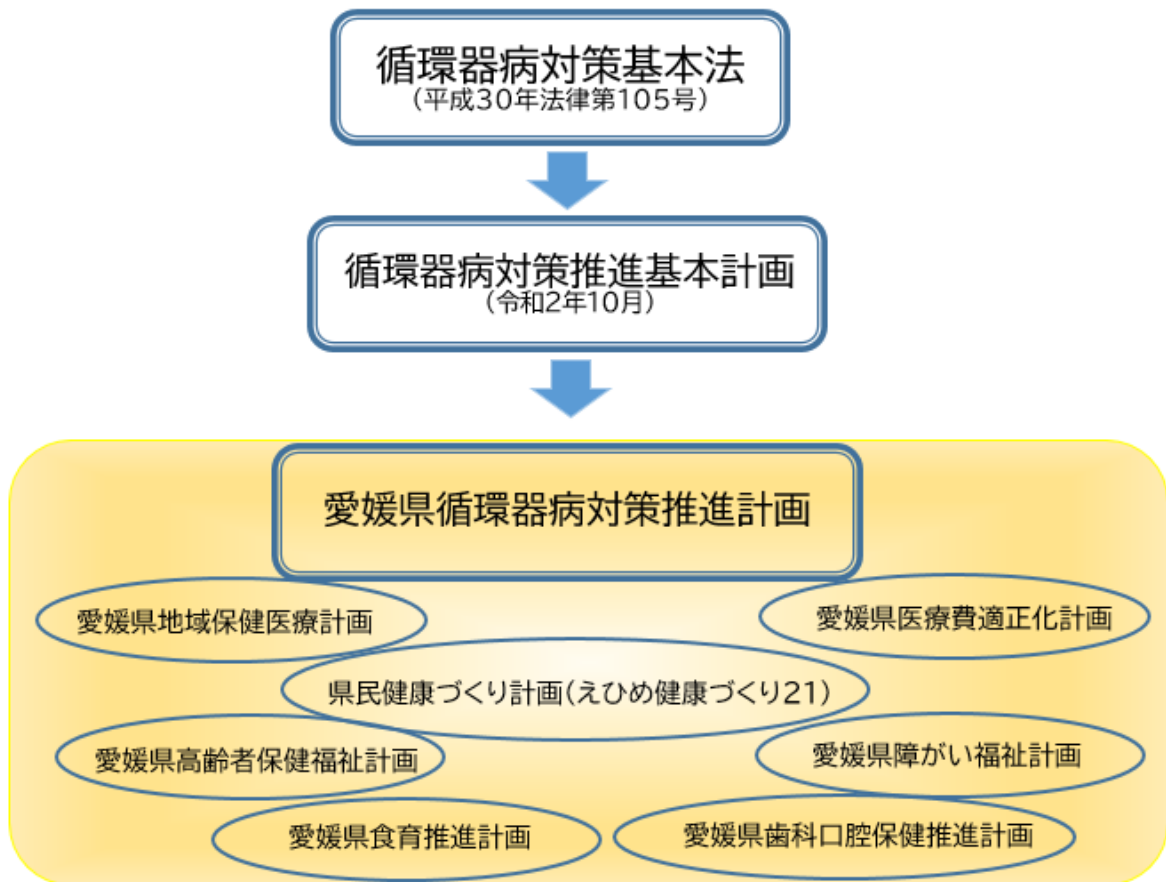 循環器病対策基本法
（平成30年法律第105号）
循環器病対策推進基本計画
（令和2年10月）
愛媛県循環器病対策推進計画
愛媛県地域保健医療計画
愛媛県医療費適正化計画
県民健康づくり計画（えひめ健康づくり21）
愛媛県高齢者保健福祉計画
愛媛県障がい福祉計画
愛媛県食育推進計画
愛媛県歯科口腔保健推進計画